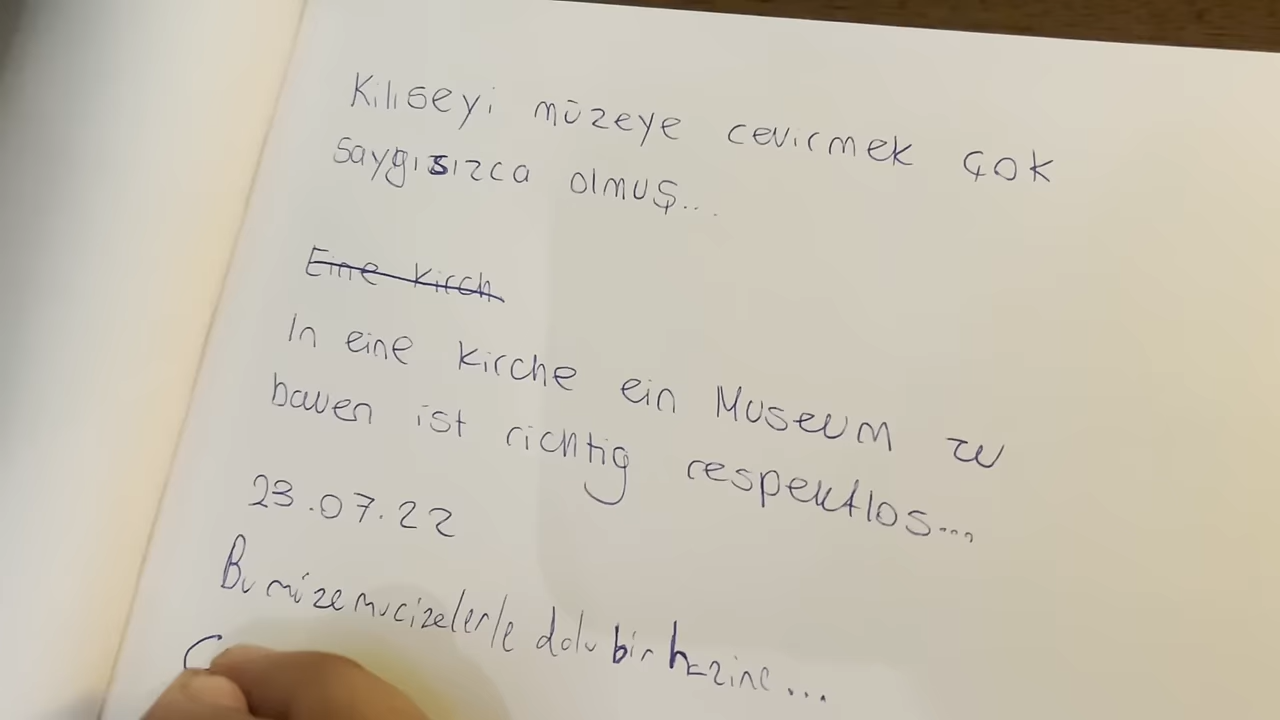 Kiliseyi müzeye cevirmek çok
saygısızca olmuş...
Eine Kirch
In eine Kirche ein Museum zu
bauen ist richtig respektlos...
23.07.22
Bu müze mucizelerle dolu bir hazine...